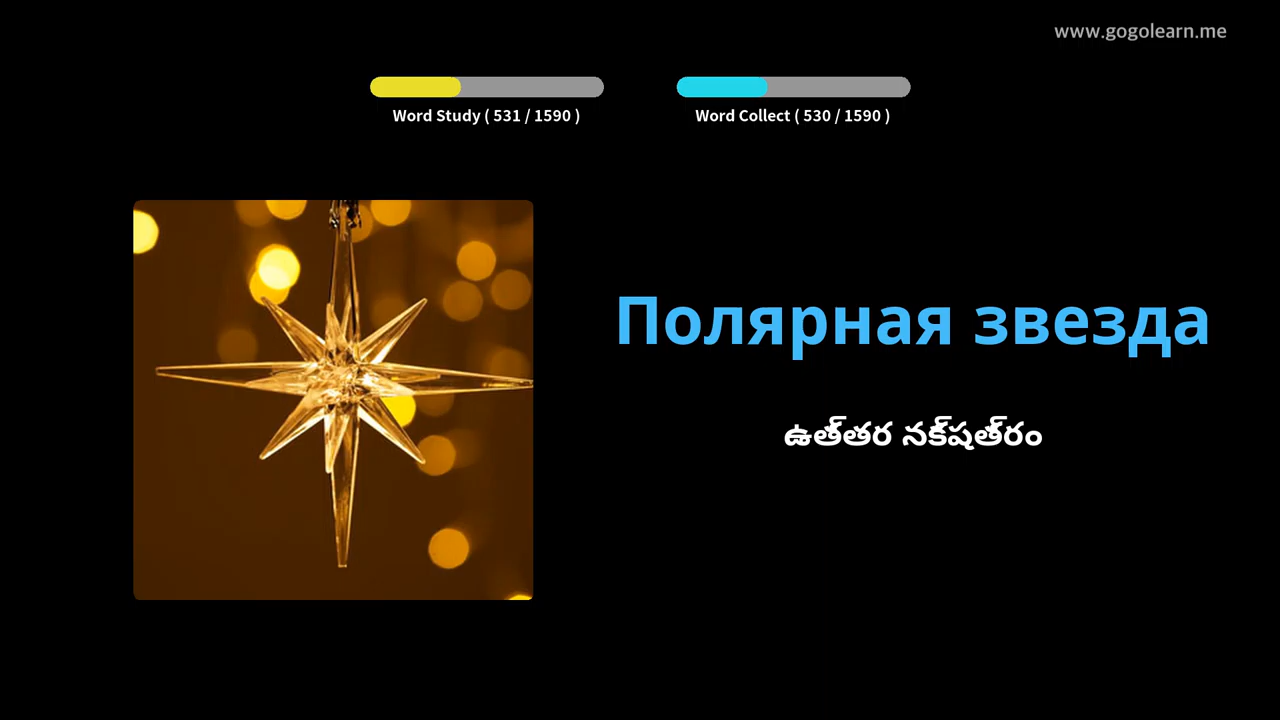 www.gogolearn.me
Word Study ( 531 / 1590 )
Word Collect ( 530 / 1590 )
Полярная звезда
ఉత్తర నక్షత్రం